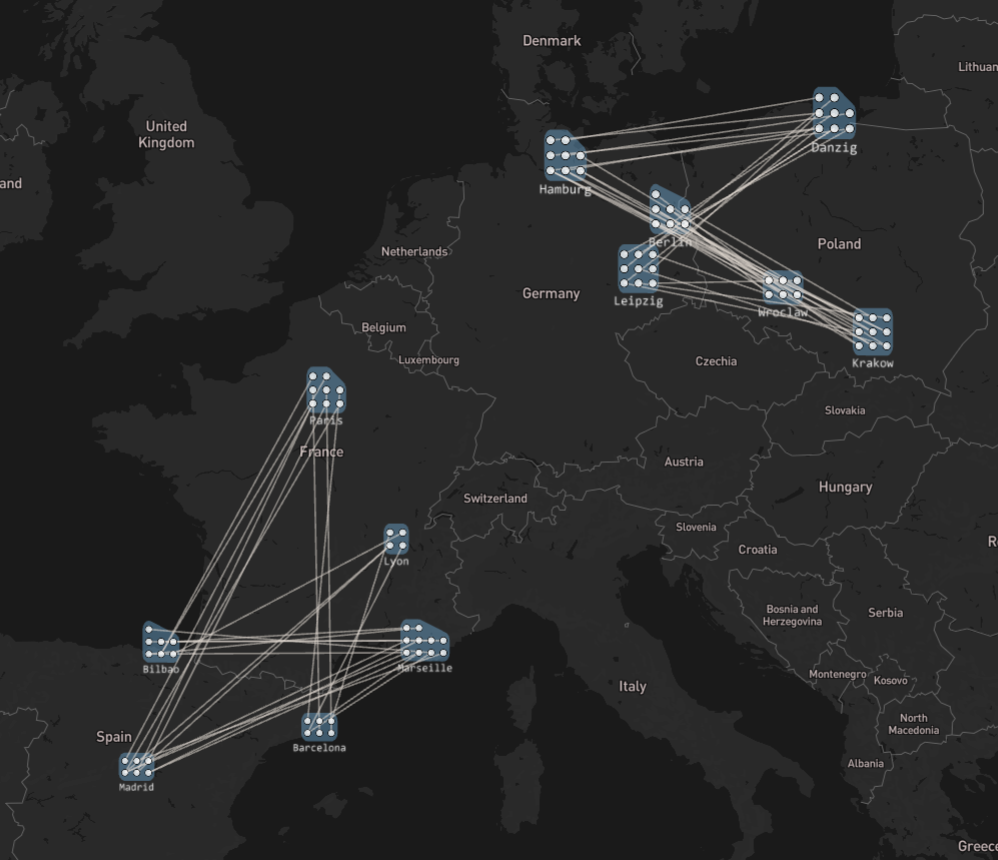 Denmark
Lithuan
United
Kingdom
Danzig
and
Hamburg
Berlin
Poland
Netherlands
Germany
Leipzig
Wroclaw
Belgium
Luxembourg
Czechia
Krakow
Slovakia
Paris
France
Austria
Hungary
Switzerland
Slovenia
Croatia
R
Lyon
Bosnia and
Herzegovina
Serbia
Bilbao
Marseille
Montenegro
Kosovo
Italy
North
Macedonia
Spain
Barcelona
Albania
Madrid
Greece